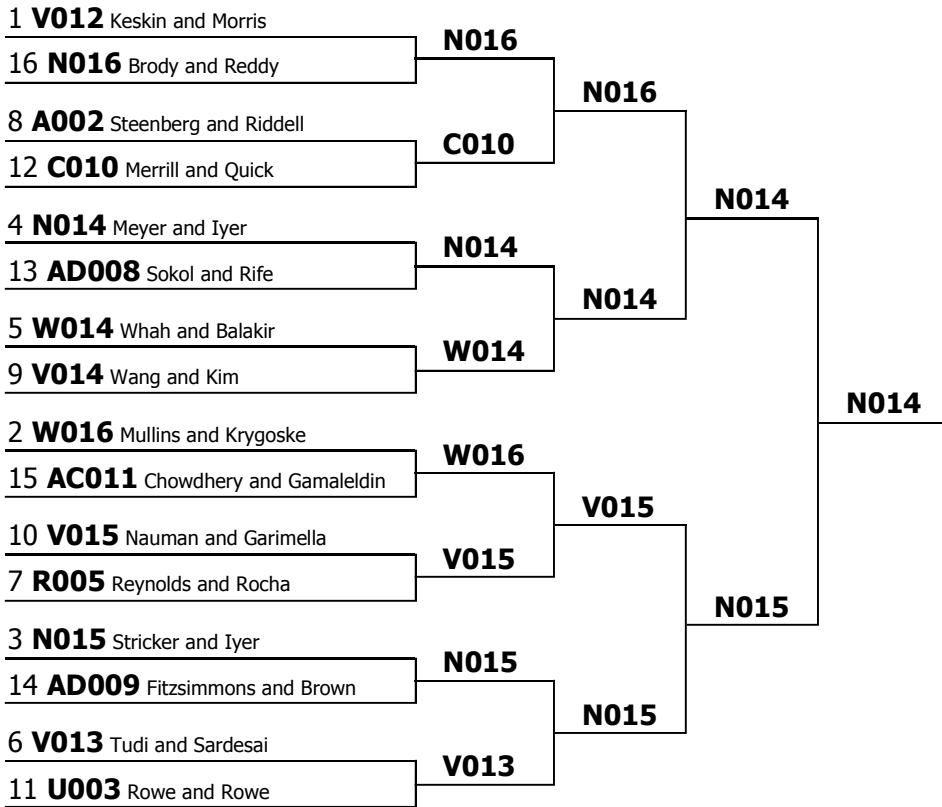 1 V012 Keskin and Morris
N016
16 N016 Brody and Reddy
N016
8 A002 Steenberg and Riddell
C010
12 C010 Merrill and Quick
N014
4 N014 Meyer and Iyer
N014
13 AD008 Sokol and Rife
N014
5 W014 Whah and Balakir
W014
9 V014 Wang and Kim
N014
2 W016 Mullins and Krygoske
W016
15 AC011 Chowdhery and Gamaleldin
V015
10 V015 Nauman and Garimella
V015
7 R005 Reynolds and Rocha
N015
3 N015 Stricker and Iyer
N015
14 AD009 Fitzsimmons and Brown
N015
6 V013 Tudi and Sardesai
V013
11 U003 Rowe and Rowe